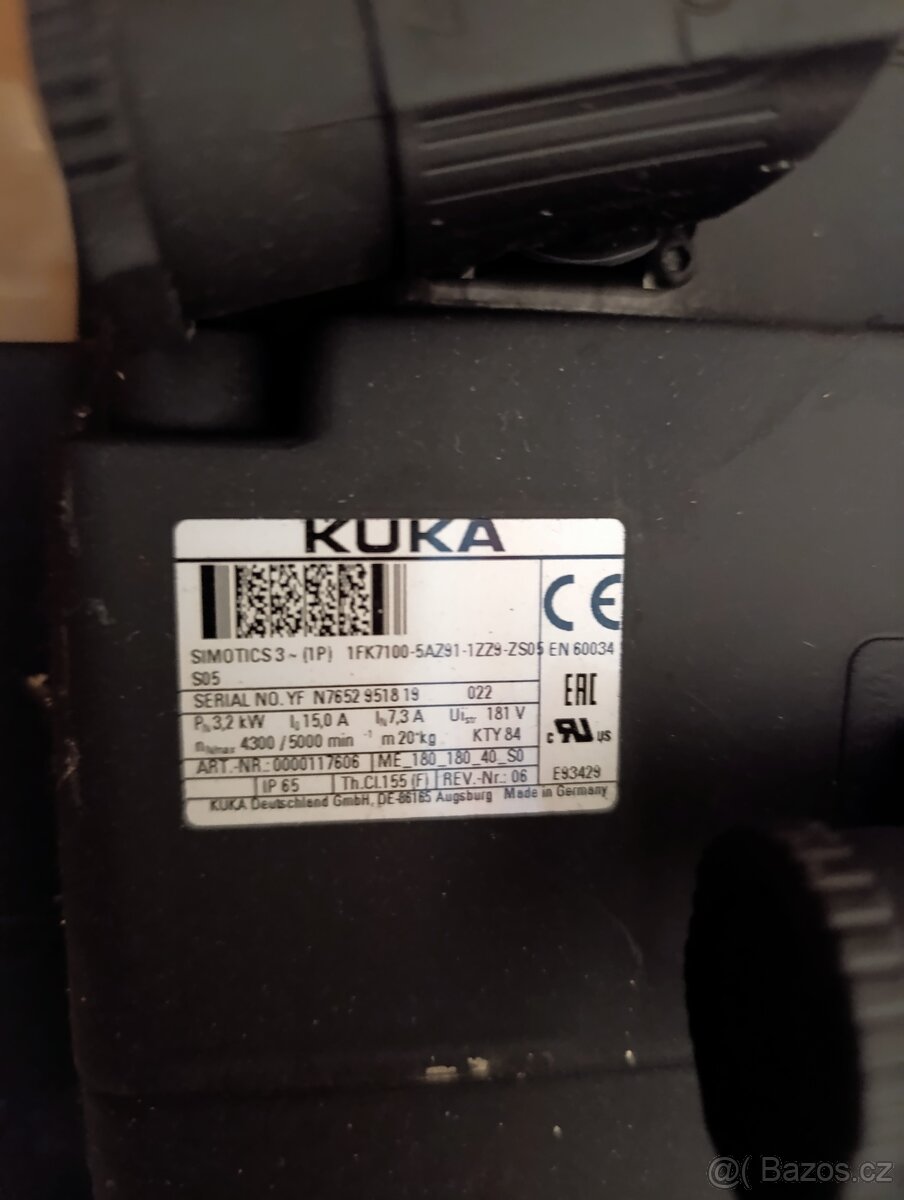 KUKA
CE
SIMOTICS 3 ~ (1P) 1FK7100-5AZ91-1ZZ9-ZS05 EN 60034
S05
SERIAL NO. YF N7652 9518 19 022
EAC
PN 3,2 kW I0 15,0 A IN 7,3 A UIstr 181 V
nN/max 4300 / 5000 min -1 m 20+kg KTY 84
c RU us
ART.-NR.: 0000117606 ME_180_180_40_S0
IP 65 Th.Cl.155 (F) REV.-Nr.: 06 E93429
KUKA Deutschland GmbH, DE-86165 Augsburg Made in Germany
@( Bazos.cz